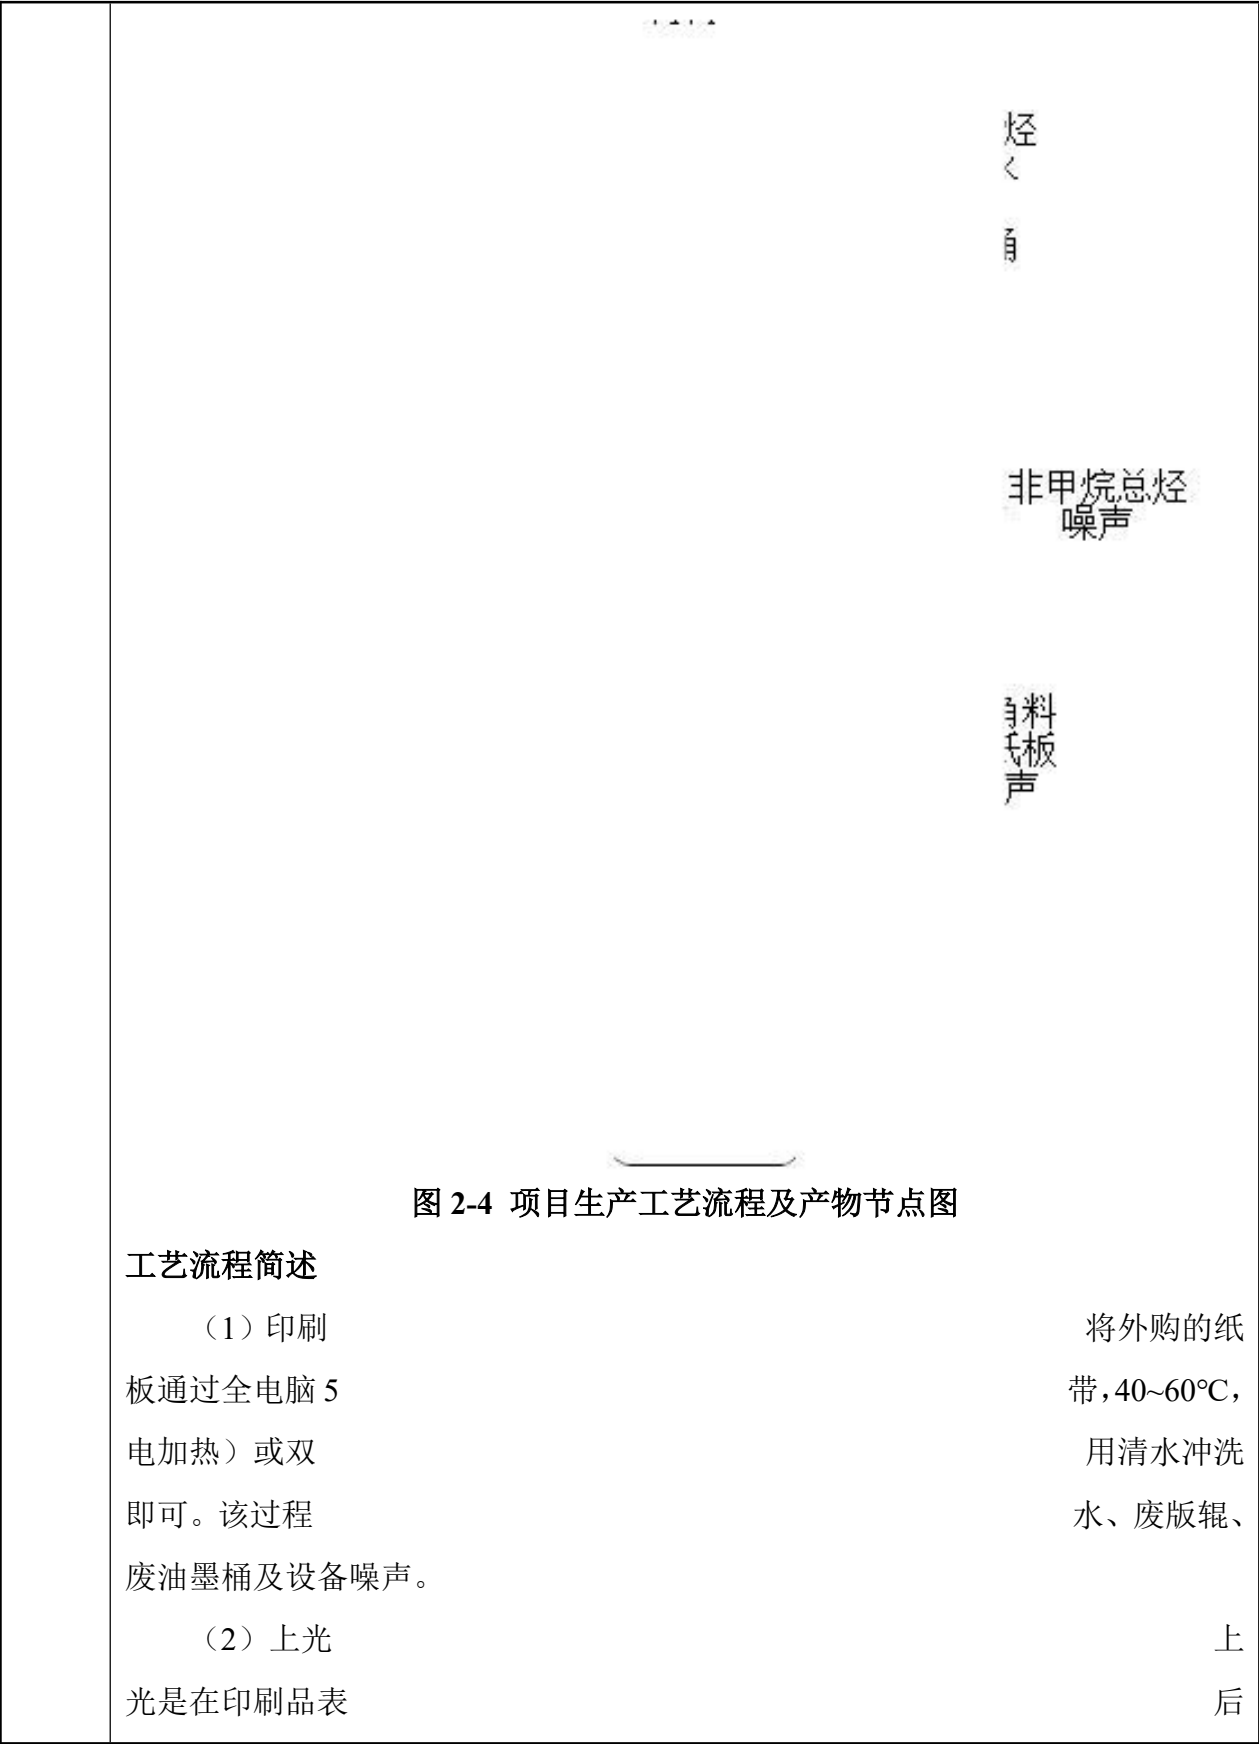 烃
非甲烷总烃
噪声
料
板
声
图 2-4 项目生产工艺流程及产物节点图
工艺流程简述
（1）印刷 将外购的纸
板通过全电脑 5 带，40~60℃，
电加热）或双 用清水冲洗
即可。该过程 水、废版辊、
废油墨桶及设备噪声。
（2）上光 上
光是在印刷品表 后